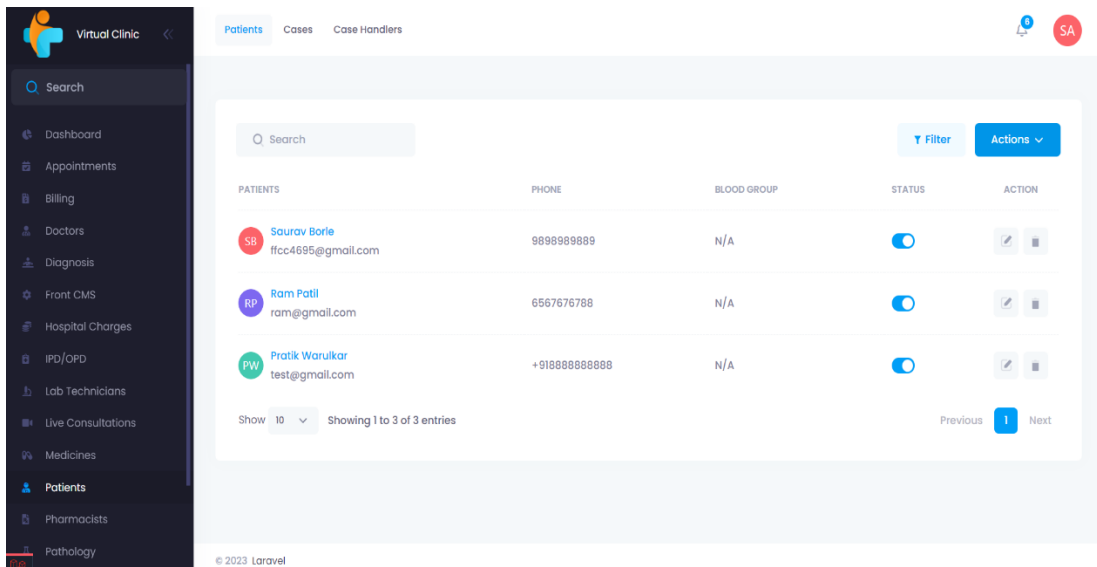 Virtual Clinic
Patients Cases Case Handlers
6
SA
Search
Dashboard
Appointments
Billing
Doctors
Diagnosis
Front CMS
Hospital Charges
IPD/OPD
Lab Technicians
Live Consultations
Medicines
Patients
Pharmacists
Pathology
Search
Filter
Actions
PATIENTS PHONE BLOOD GROUP STATUS ACTION
SB Saurav Borle
ffcc4695@gmail.com 9898989889 N/A
RP Ram Patil
ram@gmail.com 6567676788 N/A
PW Pratik Warulkar
test@gmail.com +918888888888 N/A
Show 10 Showing 1 to 3 of 3 entries
Previous 1 Next
© 2023 Laravel